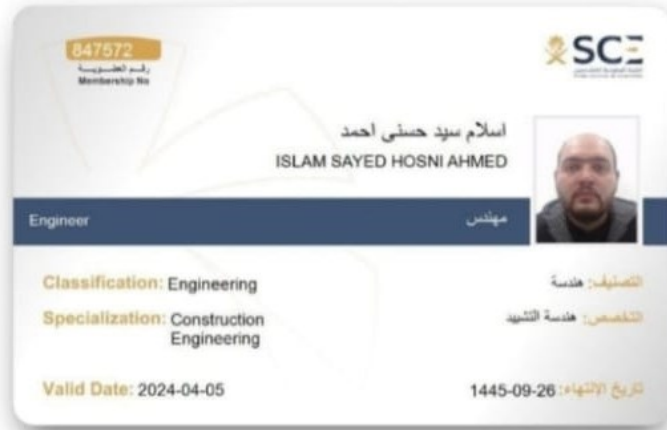 847572
رقم العضوية
Membership No
SCE
اسلام سيد حسنى احمد
ISLAM SAYED HOSNI AHMED
Engineer
مهندس
Classification: Engineering
التصنيف: هندسة
Specialization: Construction
Engineering
التخصص: هندسة التشييد
Valid Date: 2024-04-05
تاريخ الإنتهاء: 1445-09-26